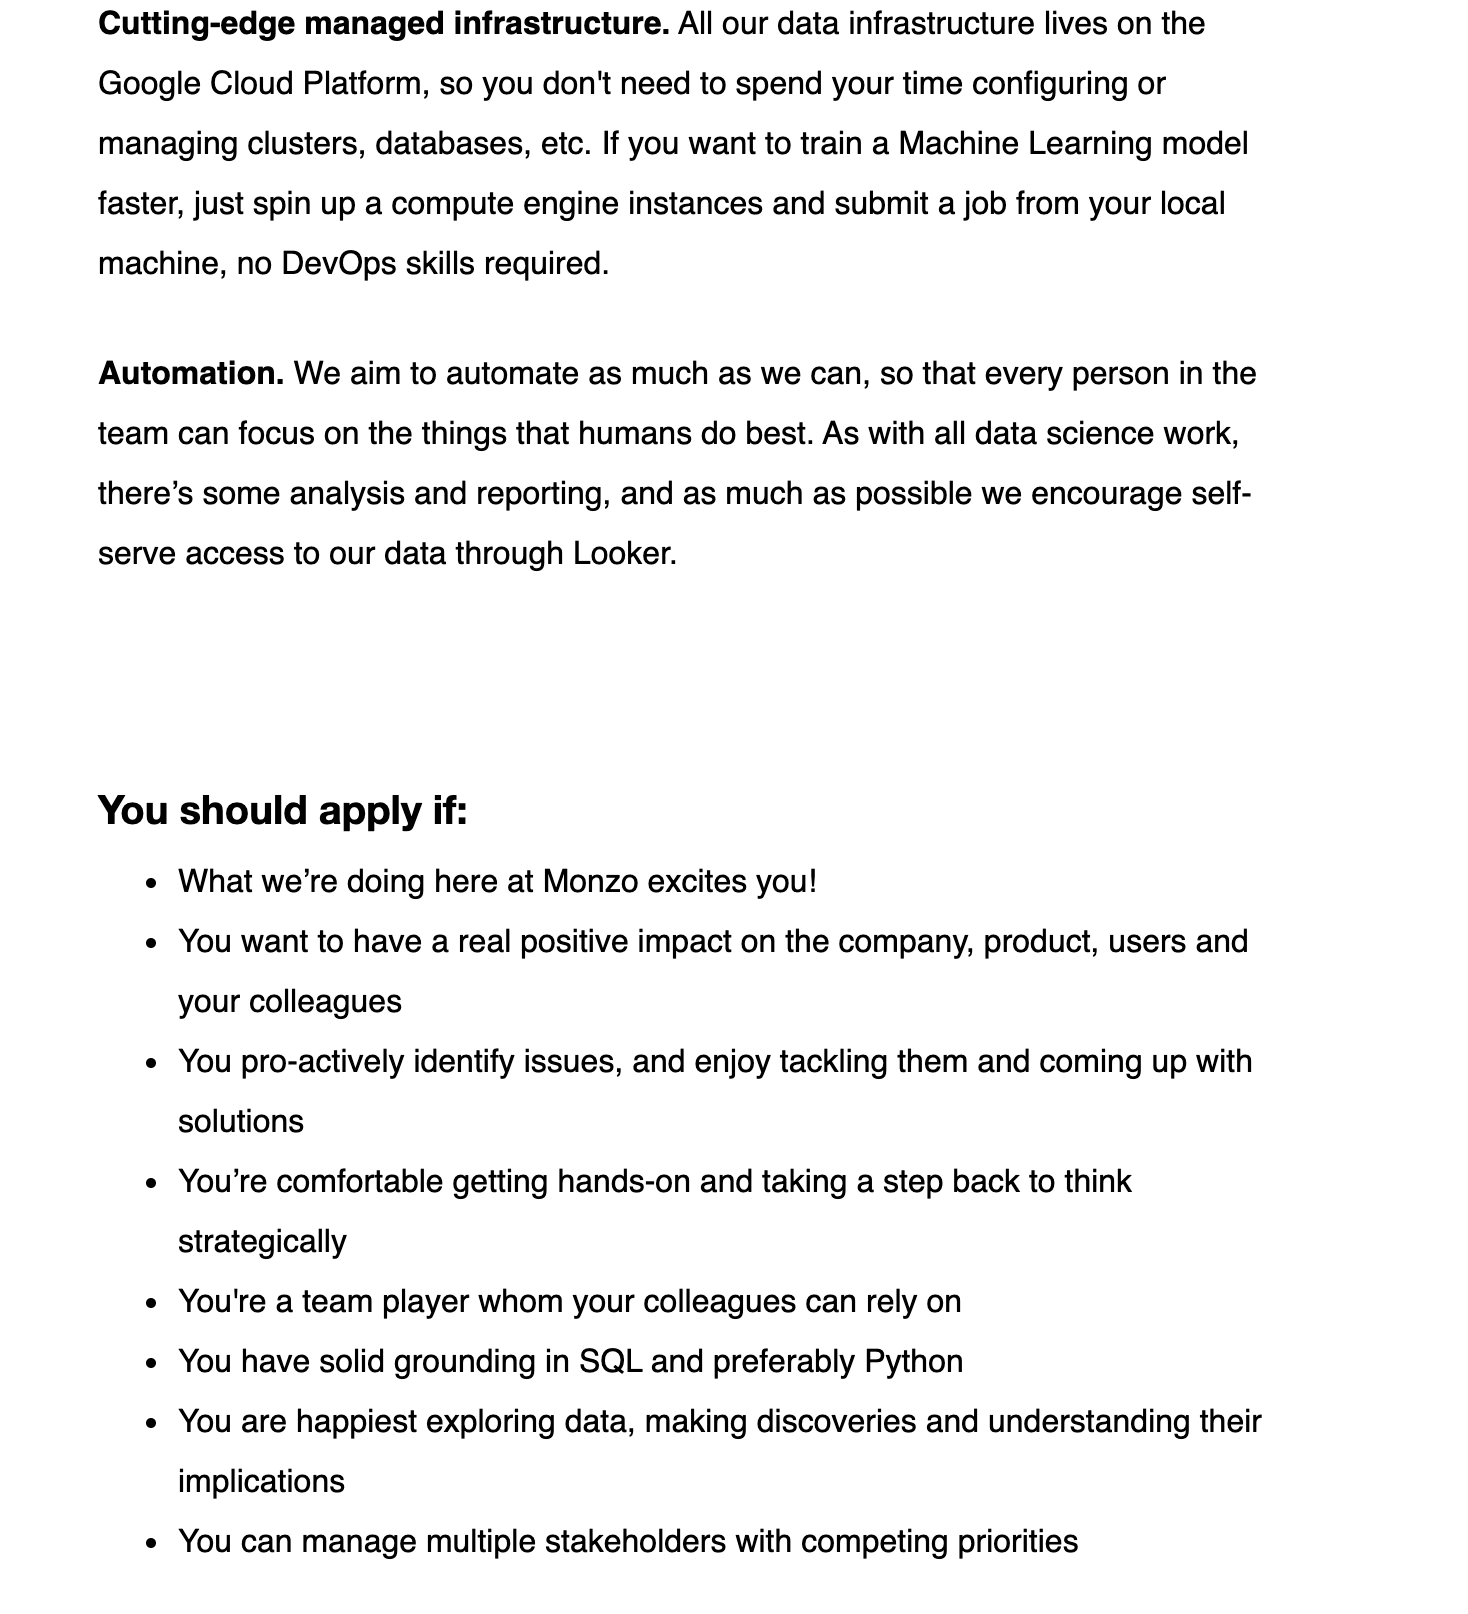 Cutting-edge managed infrastructure. All our data infrastructure lives on the
Google Cloud Platform, so you don't need to spend your time configuring or
managing clusters, databases, etc. If you want to train a Machine Learning model
faster, just spin up a compute engine instances and submit a job from your local
machine, no DevOps skills required.
Automation. We aim to automate as much as we can, so that every person in the
team can focus on the things that humans do best. As with all data science work,
there’s some analysis and reporting, and as much as possible we encourage self-
serve access to our data through Looker.
You should apply if:
• What we’re doing here at Monzo excites you!
• You want to have a real positive impact on the company, product, users and
your colleagues
• You pro-actively identify issues, and enjoy tackling them and coming up with
solutions
• You’re comfortable getting hands-on and taking a step back to think
strategically
• You're a team player whom your colleagues can rely on
• You have solid grounding in SQL and preferably Python
• You are happiest exploring data, making discoveries and understanding their
implications
• You can manage multiple stakeholders with competing priorities